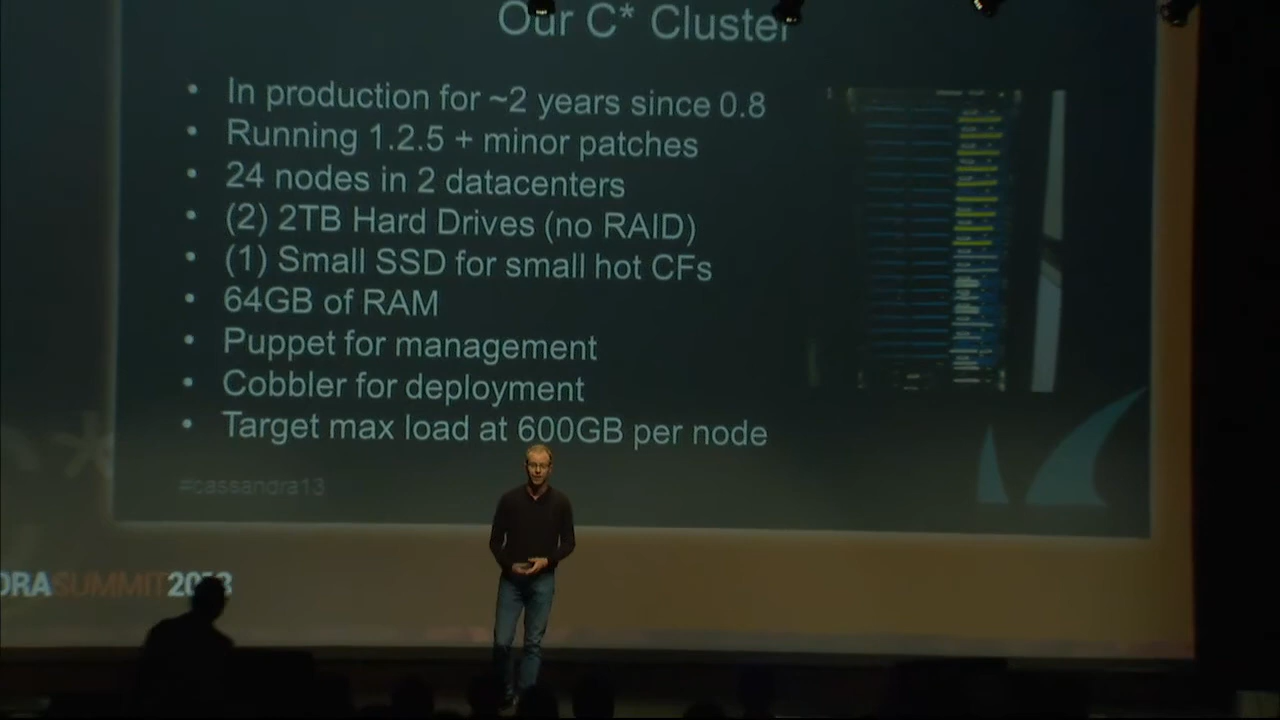 Our C* Cluster
• In production for ~2 years since 0.8
• Running 1.2.5 + minor patches
• 24 nodes in 2 datacenters
• (2) 2TB Hard Drives (no RAID)
• (1) Small SSD for small hot CFs
• 64GB of RAM
• Puppet for management
• Cobbler for deployment
• Target max load at 600GB per node
#cassandra13
DRASUMMIT2013